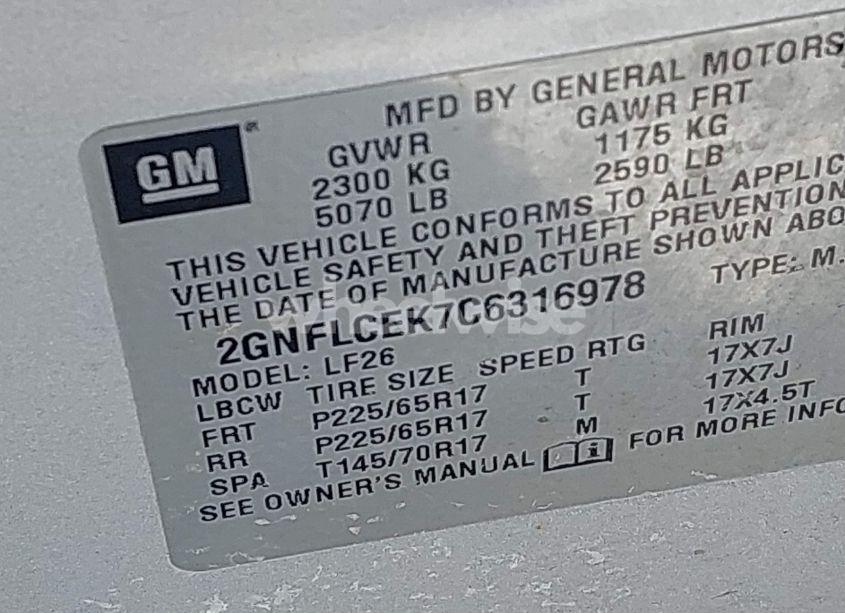 MFD BY GENERAL MOTORS
GM ®
GVWR GAWR FRT
2300 KG 1175 KG
5070 LB 2590 LB
THIS VEHICLE CONFORMS TO ALL APPLIC
VEHICLE SAFETY AND THEFT PREVENTION
THE DATE OF MANUFACTURE SHOWN ABO
2GNFLCEK7C6316978 TYPE: M.
wheelwise
MODEL: LF26
LBCW TIRE SIZE SPEED RTG RIM
FRT P225/65R17 T 17X7J
RR P225/65R17 T 17X7J
SPA T145/70R17 M 17X4.5T
SEE OWNER'S MANUAL i FOR MORE INFO